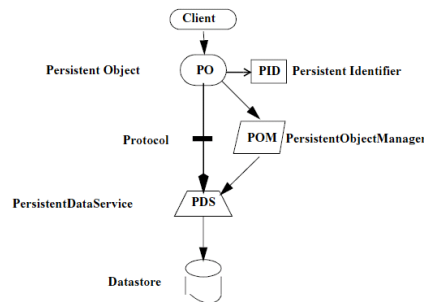 Client
Persistent Object
PO
PID
Persistent Identifier
Protocol
POM
PersistentObjectManager
PersistentDataService
PDS
Datastore